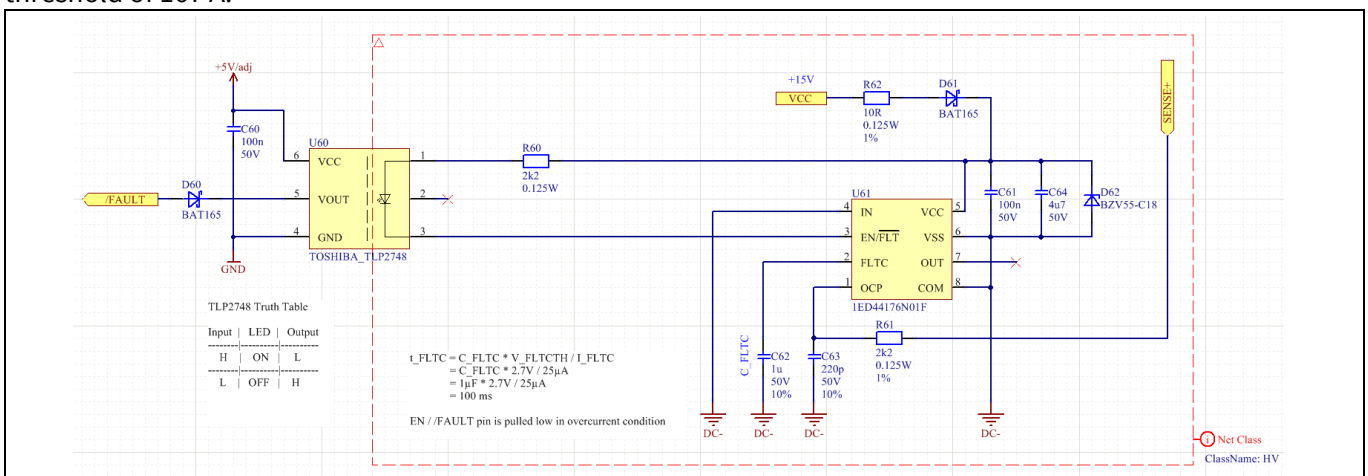 +5V/adj
C60
100n
50V
U60
6 VCC 1
5 VOUT 2
4 GND 3
TOSHIBA_TLP2748
/FAULT
D60
BAT165
GND
R60
2k2
0.125W
+15V
VCC
R62
10R
0.125W
1%
D61
BAT165
SENSE+
U61
4 IN VCC 5
3 EN/FLT VSS 6
2 FLTC OUT 7
1 OCP COM 8
1ED44176N01F
C61
100n
50V
C64
4u7
50V
D62
BZV55-C18
R61
2k2
0.125W
1%
C_FLTC
C62
1u
50V
10%
C63
220p
50V
10%
DC-
DC-
DC-
DC-
TLP2748 Truth Table
Input | LED | Output
H | ON | L
L | OFF | H
t_FLTC = C_FLTC * V_FLTCTH / I_FLTC
= C_FLTC * 2.7V / 25µA
= 1µF * 2.7V / 25µA
= 100 ms
EN / /FAULT pin is pulled low in overcurrent condition
i Net Class
ClassName: HV